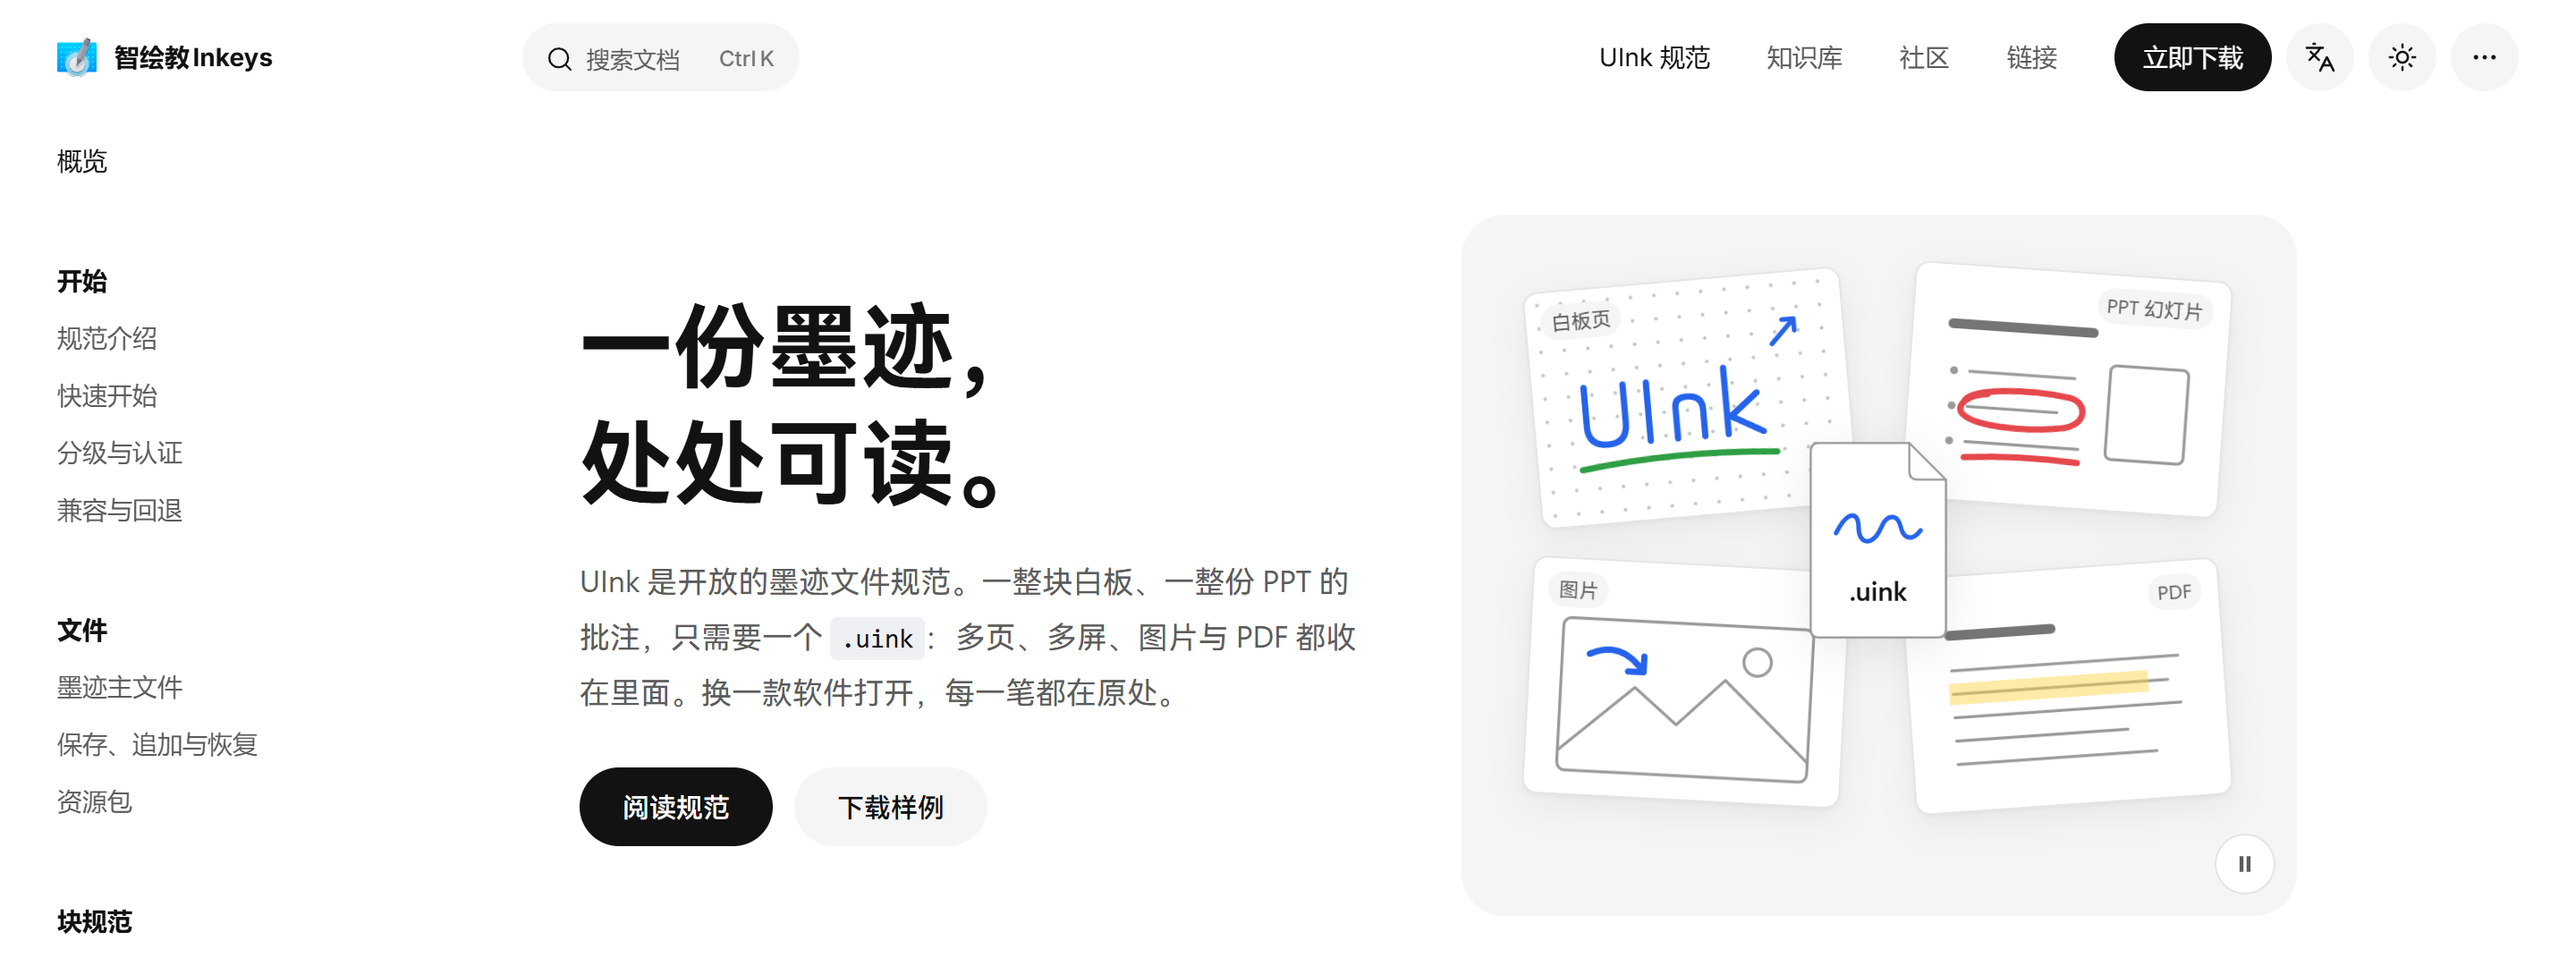 智绘教Inkeys
搜索文档 Ctrl K
UInk 规范
知识库
社区
链接
立即下载
概览
开始
规范介绍
快速开始
分级与认证
兼容与回退
文件
墨迹主文件
保存、追加与恢复
资源包
块规范
一份墨迹，
处处可读。
UInk 是开放的墨迹文件规范。一整块白板、一整份 PPT 的
批注，只需要一个 .uink： 多页、多屏、图片与 PDF 都收
在里面。换一款软件打开，每一笔都在原处。
阅读规范
下载样例
白板页
UInk
PPT 幻灯片
.uink
图片
PDF